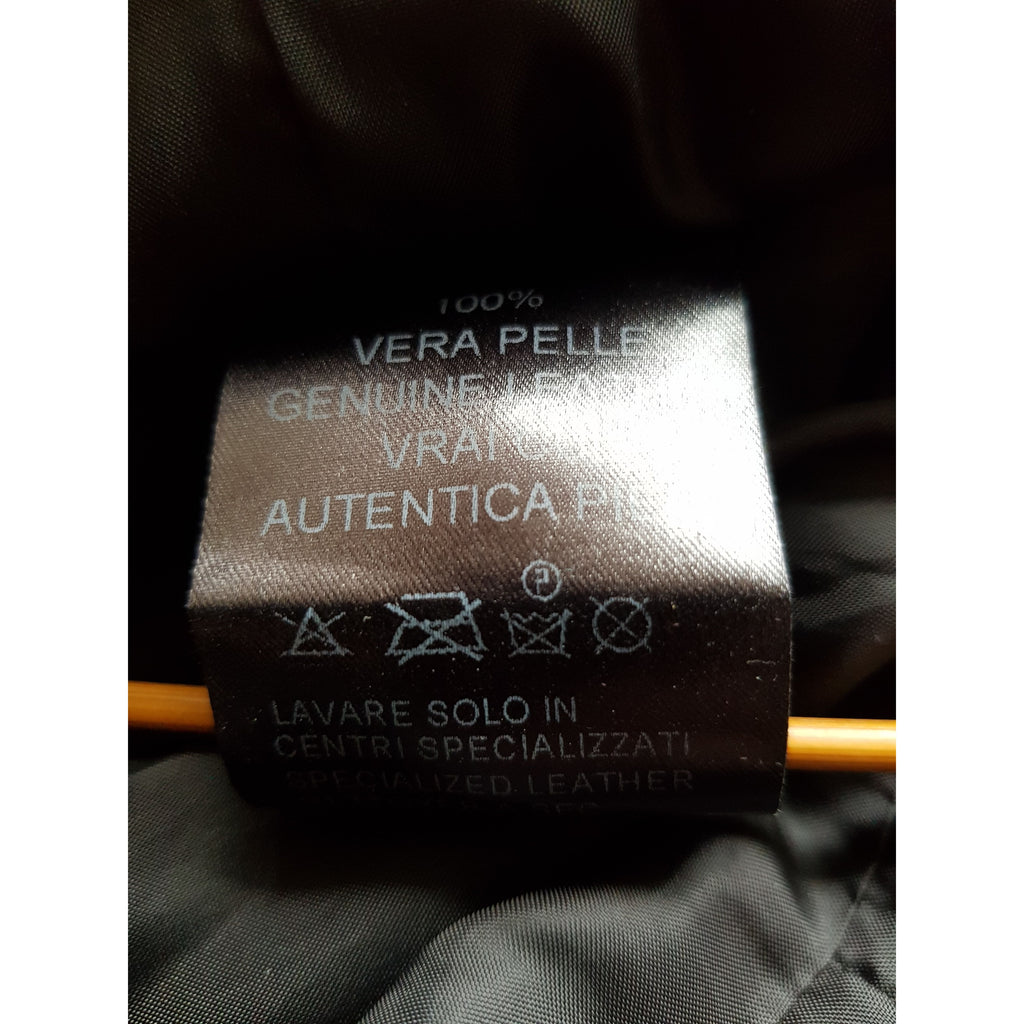 100%
VERA PELLE
GENUINE
VRAI
AUTENTICA
P
LAVARE SOLO IN
CENTRI SPECIALIZZATI
SPECIALIZED LEATHER